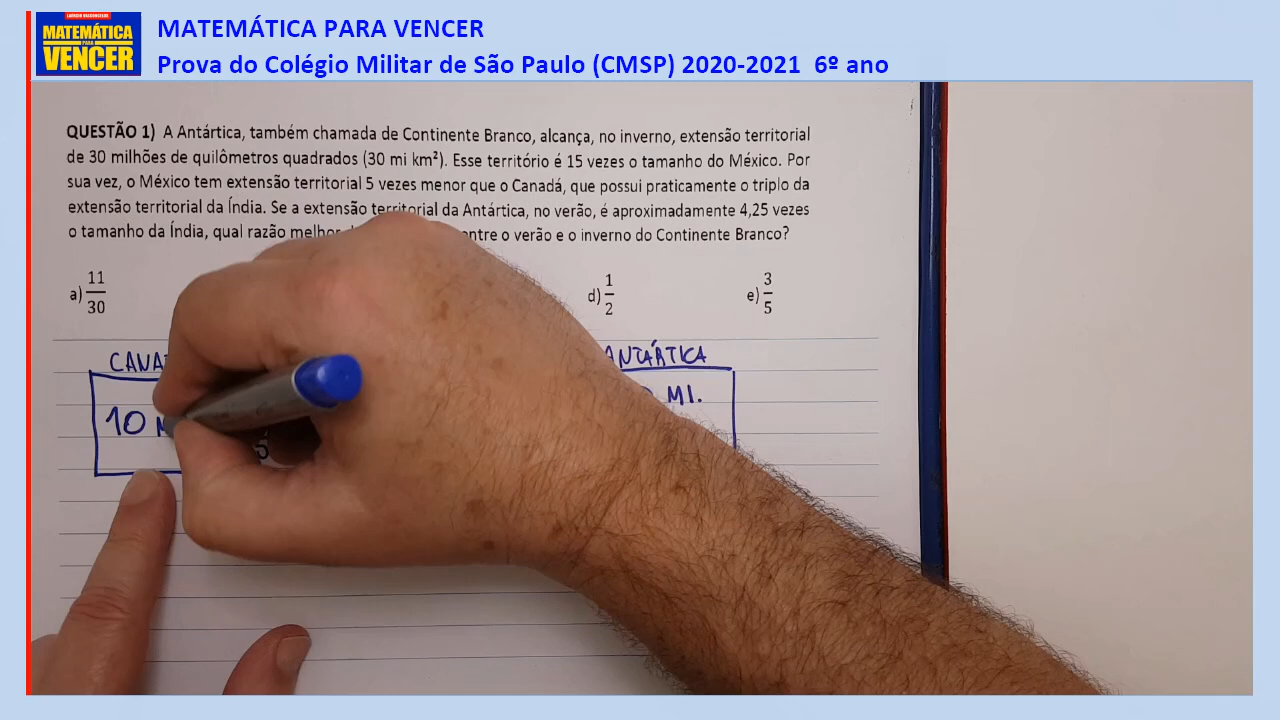 LAÉRCIO VASCONCELOS
MATEMÁTICA
PARA
VENCER
MATEMÁTICA PARA VENCER
Prova do Colégio Militar de São Paulo (CMSP) 2020-2021 6º ano
QUESTÃO 1) A Antártica, também chamada de Continente Branco, alcança, no inverno, extensão territorial
de 30 milhões de quilômetros quadrados (30 mi km²). Esse território é 15 vezes o tamanho do México. Por
sua vez, o México tem extensão territorial 5 vezes menor que o Canadá, que possui praticamente o triplo da
extensão territorial da Índia. Se a extensão territorial da Antártica, no verão, é aproximadamente 4,25 vezes
o tamanho da Índia, qual razão melhor entre o verão e o inverno do Continente Branco?
a) 11/30 d) 1/2 e) 3/5
CANA ANTÁRTICA
10 M MI.